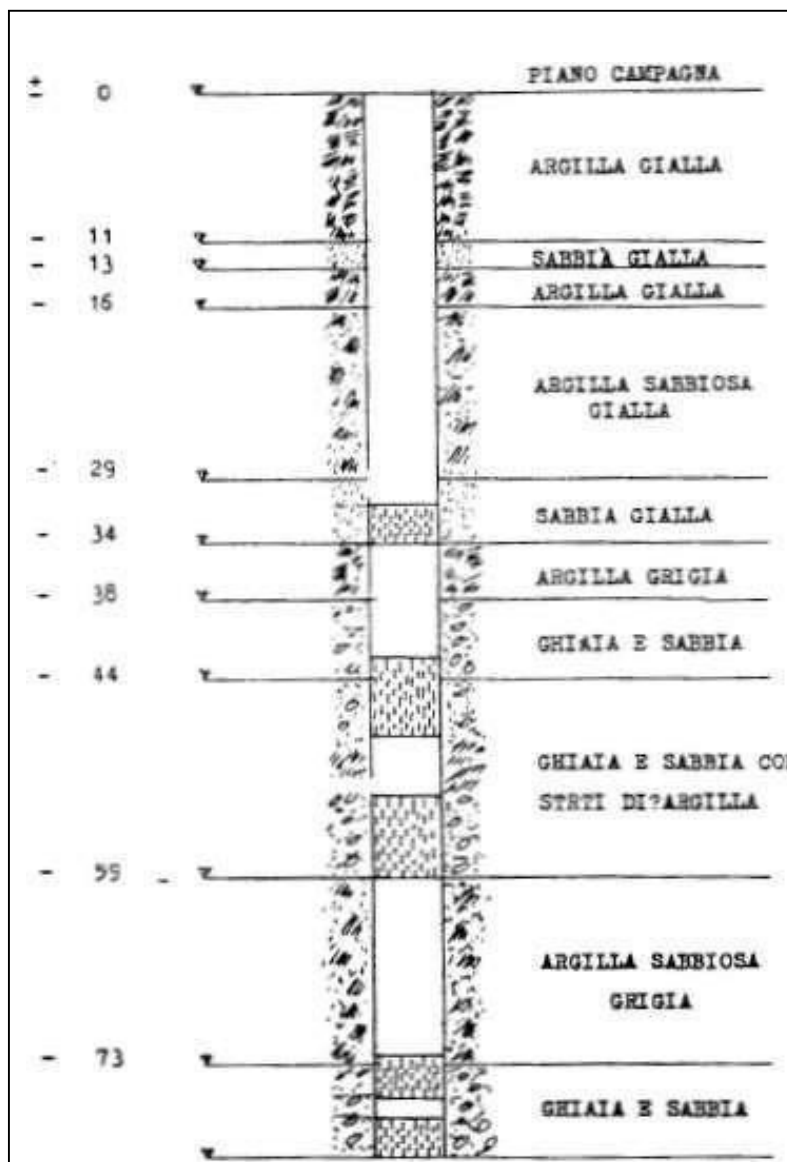 PIANO CAMPAGNA
± 0
ARGILLA GIALLA
- 11
SABBIÀ GIALLA
- 13
ARGILLA GIALLA
- 16
ARGILLA SABBIOSA
GIALLA
- 29
SABBIA GIALLA
- 34
ARGILLA GRIGIA
- 38
GHIAIA E SABBIA
- 44
GHIAIA E SABBIA CO
STRTI DI?ARGILLA
- 59
ARGILLA SABBIOSA
GRIGIA
- 73
GHIAIA E SABBIA